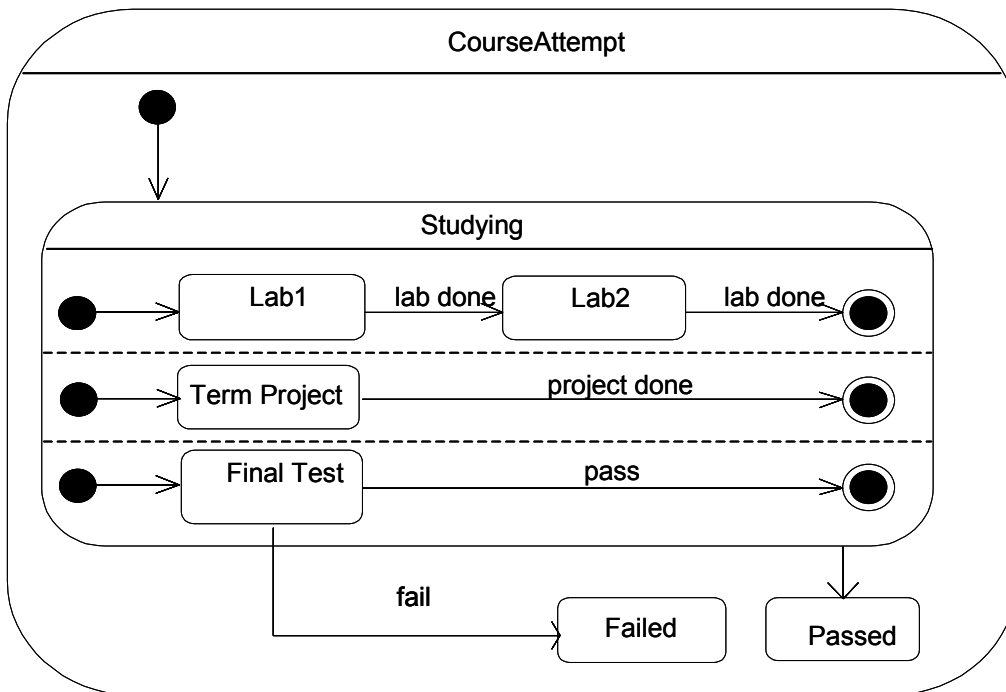 CourseAttempt
Studying
Lab1
lab done
Lab2
lab done
Term Project
project done
Final Test
pass
fail
Failed
Passed